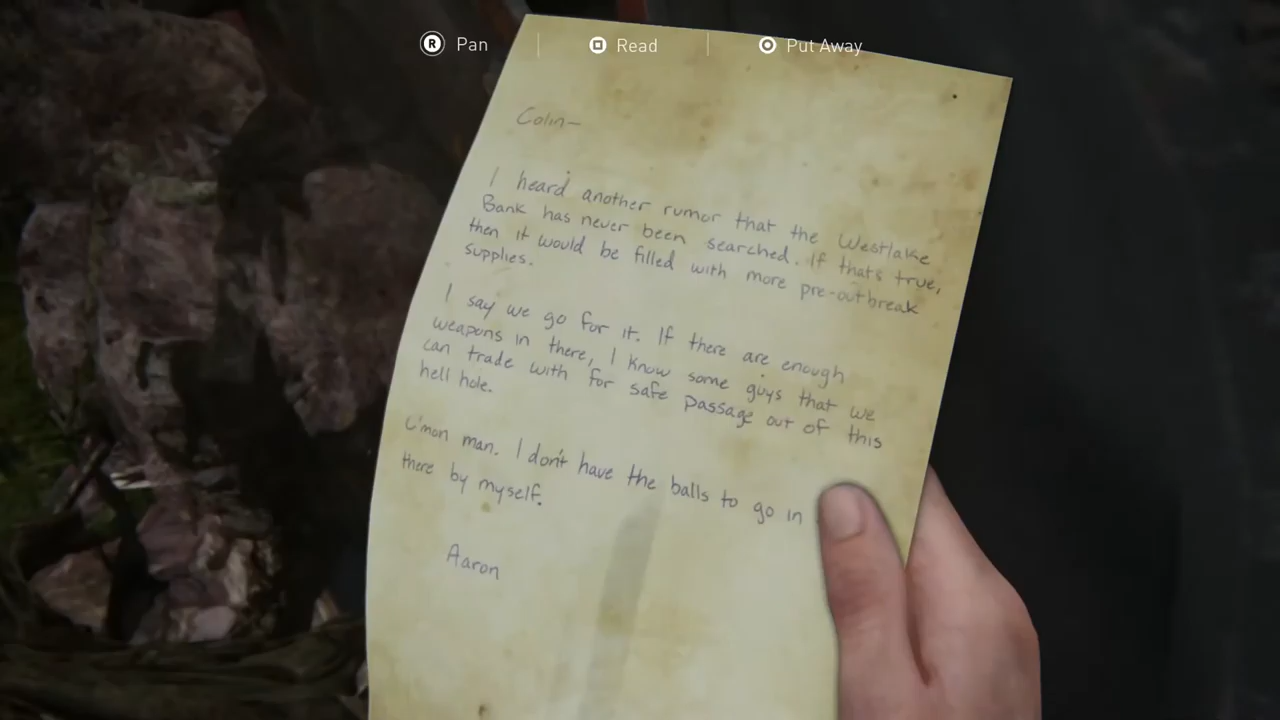 R Pan | Read | Put Away
Colin—
I heard another rumor that the Westlake
Bank has never been searched. If thats true,
then it would be filled with more pre-outbreak
supplies.
I say we go for it. If there are enough
weapons in there, I know some guys that we
can trade with for safe passage out of this
hell hole.
C'mon man. I don't have the balls to go in
there by myself.
Aaron